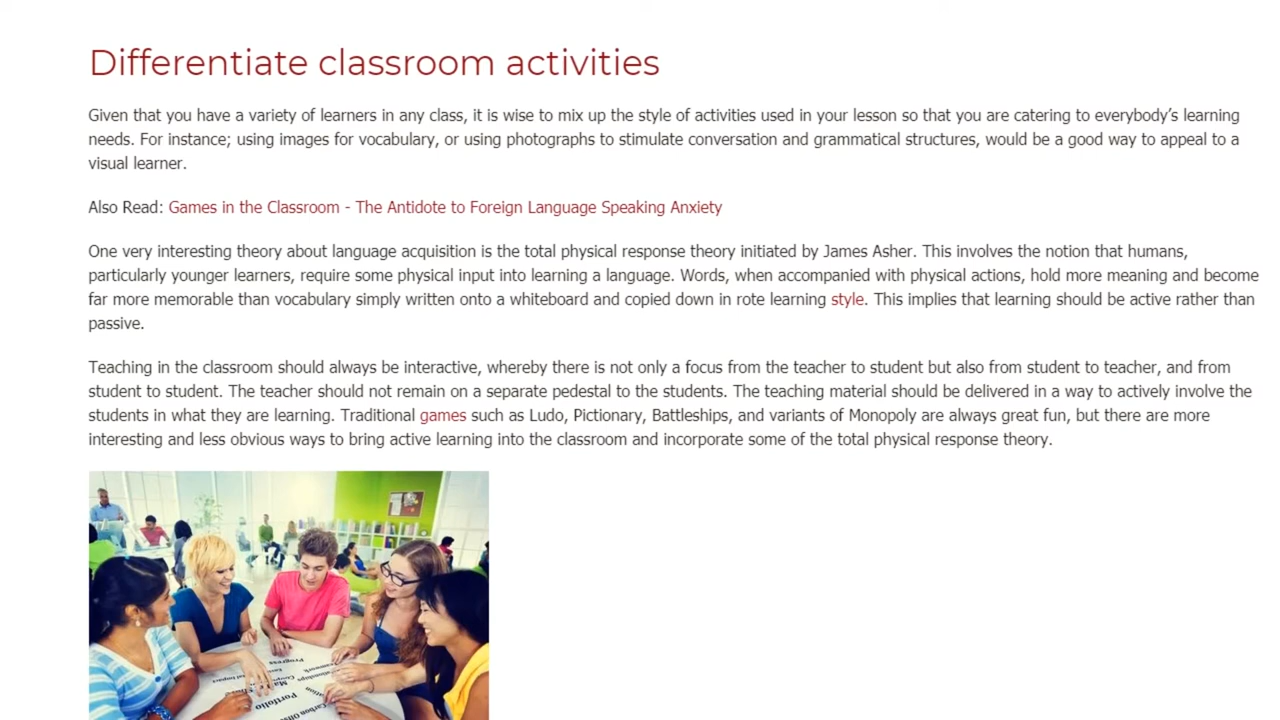 Differentiate classroom activities
Given that you have a variety of learners in any class, it is wise to mix up the style of activities used in your lesson so that you are catering to everybody’s learning
needs. For instance; using images for vocabulary, or using photographs to stimulate conversation and grammatical structures, would be a good way to appeal to a
visual learner.
Also Read: Games in the Classroom - The Antidote to Foreign Language Speaking Anxiety
One very interesting theory about language acquisition is the total physical response theory initiated by James Asher. This involves the notion that humans,
particularly younger learners, require some physical input into learning a language. Words, when accompanied with physical actions, hold more meaning and become
far more memorable than vocabulary simply written onto a whiteboard and copied down in rote learning style. This implies that learning should be active rather than
passive.
Teaching in the classroom should always be interactive, whereby there is not only a focus from the teacher to student but also from student to teacher, and from
student to student. The teacher should not remain on a separate pedestal to the students. The teaching material should be delivered in a way to actively involve the
students in what they are learning. Traditional games such as Ludo, Pictionary, Battleships, and variants of Monopoly are always great fun, but there are more
interesting and less obvious ways to bring active learning into the classroom and incorporate some of the total physical response theory.
Progress
Portfolio